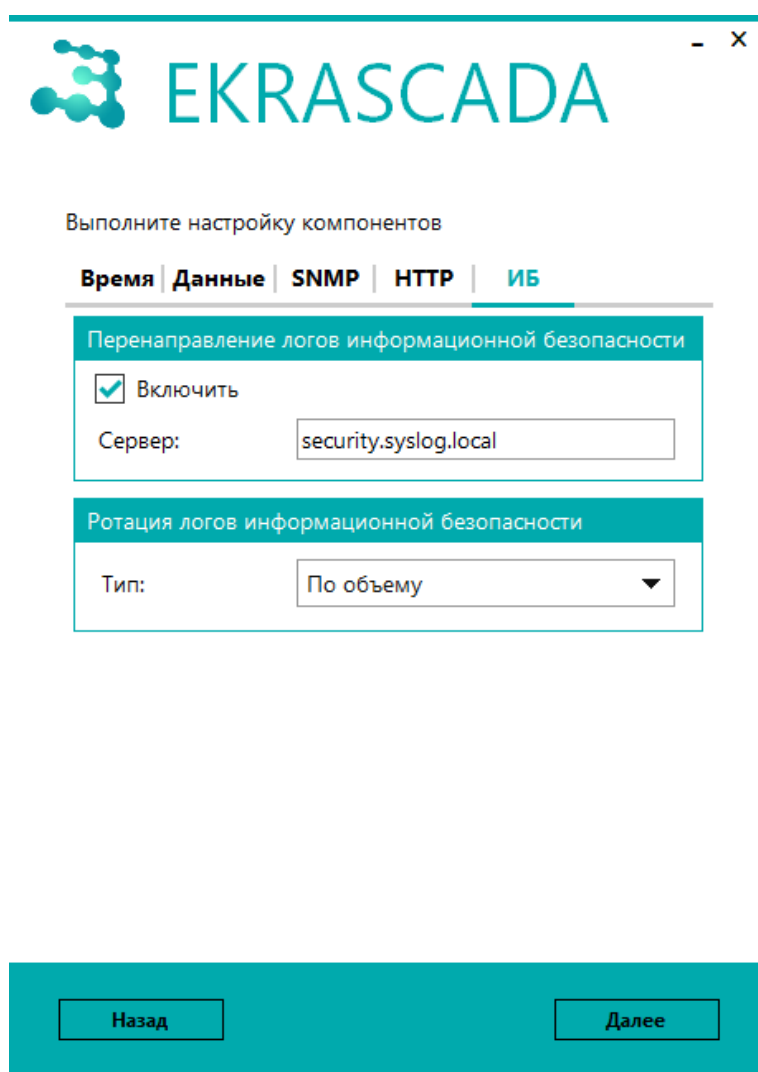 EKRASCADA
Выполните настройку компонентов
Время Данные SNMP HTTP ИБ
Перенаправление логов информационной безопасности
Включить
Сервер: security.syslog.local
Ротация логов информационной безопасности
Тип: По объему
Назад Далее